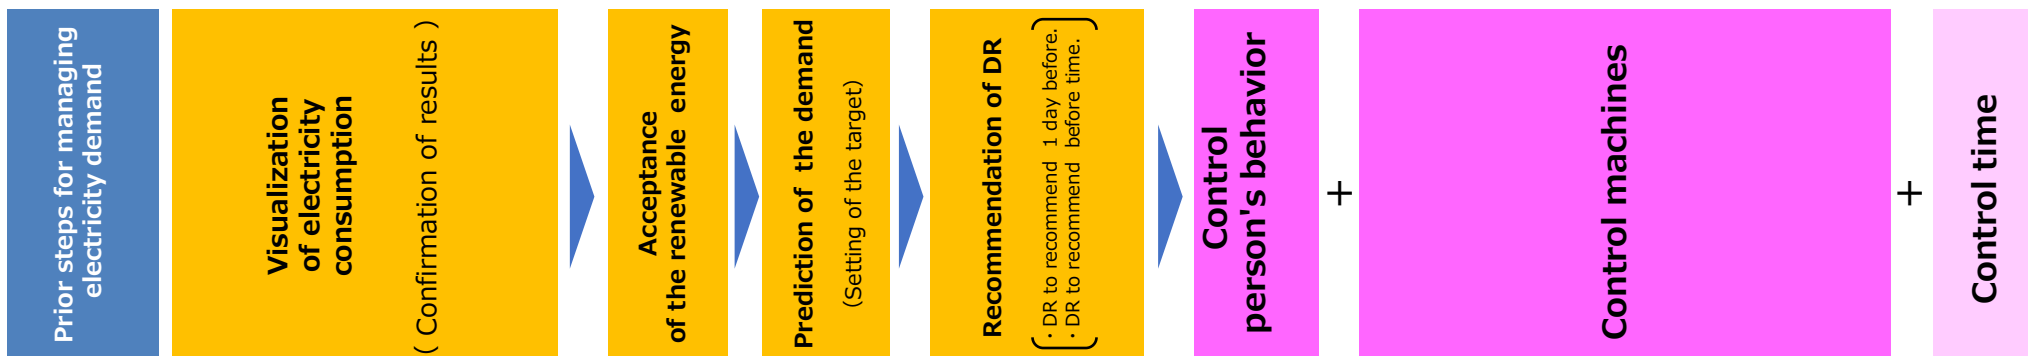 Prior steps for managing
electricity demand
Visualization
of electricity
consumption
( Confirmation of results )
Acceptance
of the renewable energy
Prediction of the demand
(Setting of the target)
Recommendation of DR
・DR to recommend 1 day before.
・DR to recommend before time.
Control
person's behavior
+
Control machines
+
Control time